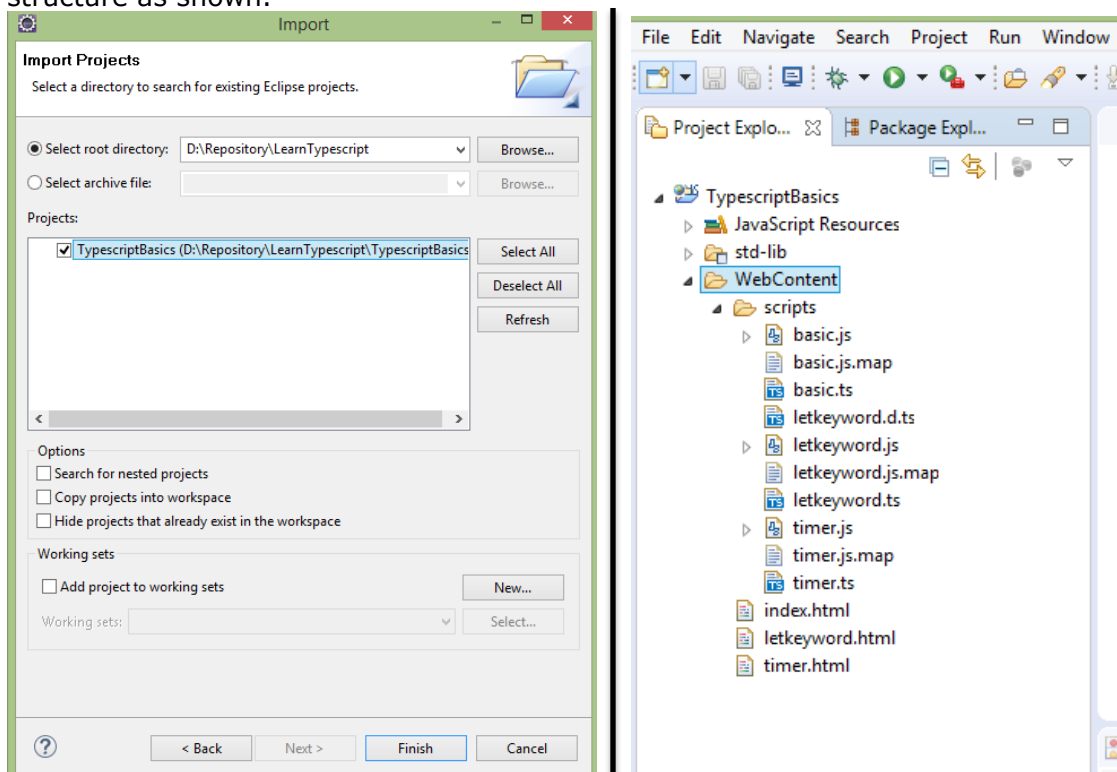 structure as shown.
Import
Import Projects
Select a directory to search for existing Eclipse projects.
Select root directory: D:\Repository\LearnTypescript Browse...
Select archive file: Browse...
Projects:
TypescriptBasics (D:\Repository\LearnTypescript\TypescriptBasics
Select All
Deselect All
Refresh
Options
Search for nested projects
Copy projects into workspace
Hide projects that already exist in the workspace
Working sets
Add project to working sets New...
Working sets: Select...
< Back Next > Finish Cancel
File Edit Navigate Search Project Run Window
Project Explo... Package Expl...
TypescriptBasics
JavaScript Resources
std-lib
WebContent
scripts
basic.js
basic.js.map
basic.ts
letkeyword.d.ts
letkeyword.js
letkeyword.js.map
letkeyword.ts
timer.js
timer.js.map
timer.ts
index.html
letkeyword.html
timer.html